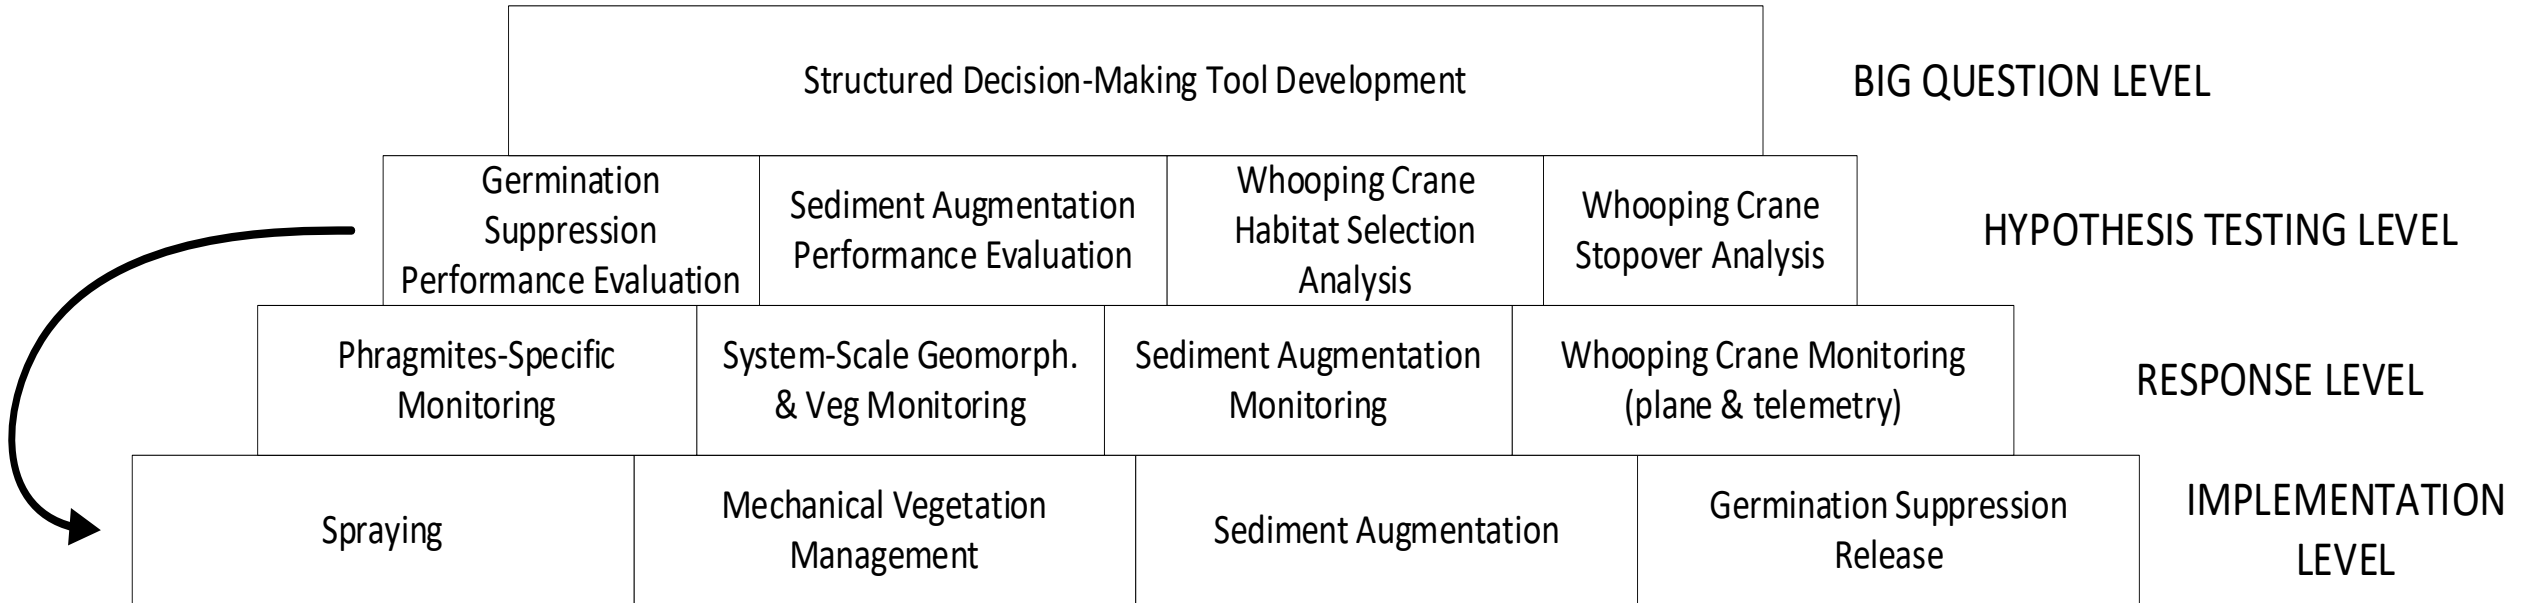 Structured Decision-Making Tool Development
BIG QUESTION LEVEL
Germination
Suppression
Performance Evaluation
Sediment Augmentation
Performance Evaluation
Whooping Crane
Habitat Selection
Analysis
Whooping Crane
Stopover Analysis
HYPOTHESIS TESTING LEVEL
Phragmites-Specific
Monitoring
System-Scale Geomorph.
& Veg Monitoring
Sediment Augmentation
Monitoring
Whooping Crane Monitoring
(plane & telemetry)
RESPONSE LEVEL
Spraying
Mechanical Vegetation
Management
Sediment Augmentation
Germination Suppression
Release
IMPLEMENTATION
LEVEL